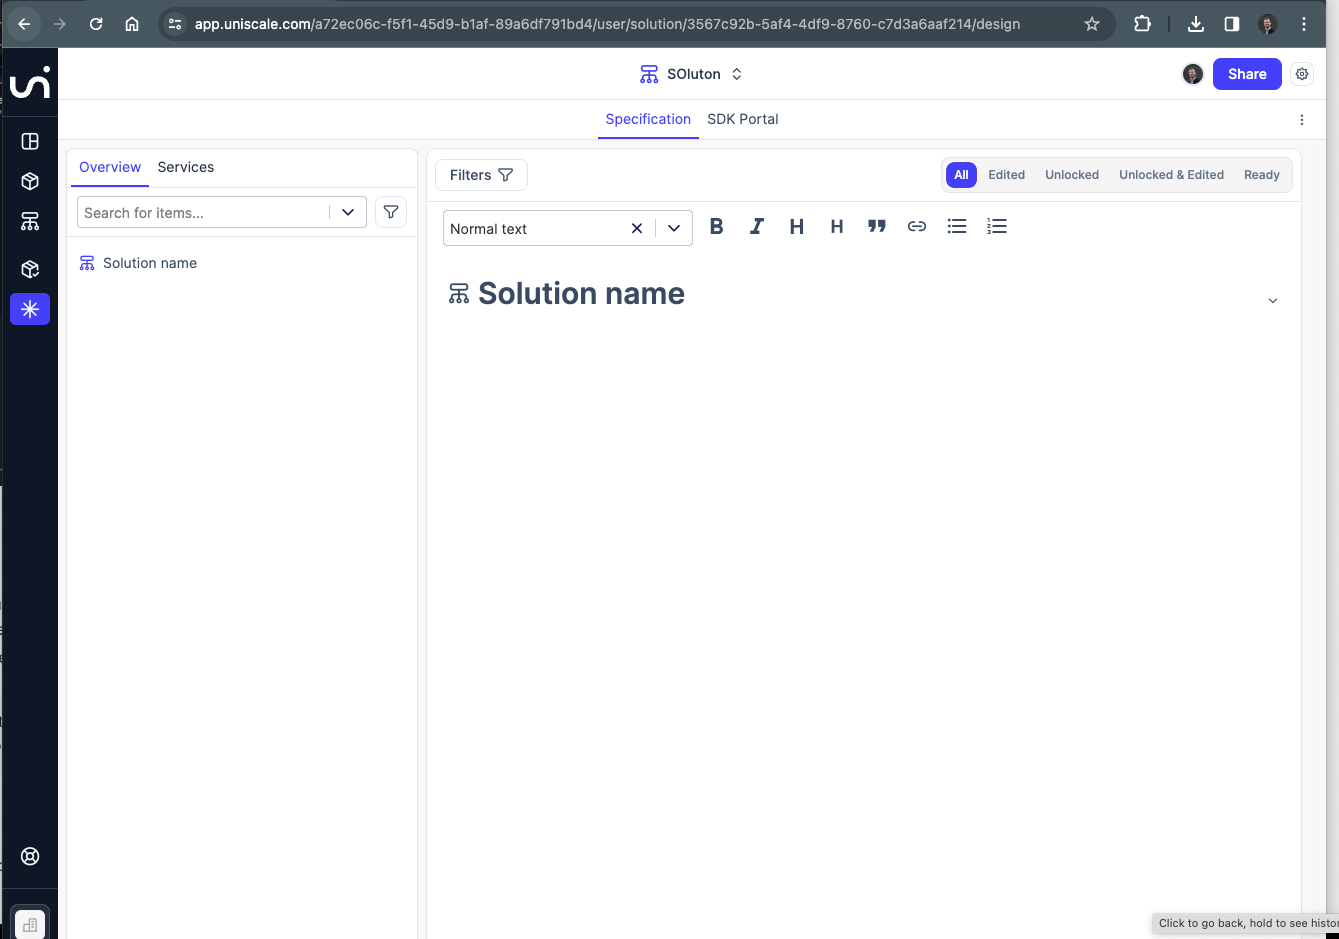 app.uniscale.com/a72ec06c-f5f1-45d9-b1af-89a6df791bd4/user/solution/3567c92b-5af4-4df9-8760-c7d3a6aaf214/design
uni
SOluton
Share
Specification SDK Portal
Overview Services
Filters
All Edited Unlocked Unlocked & Edited Ready
Search for items...
Normal text
B I H H
Solution name
Solution name
Click to go back, hold to see histor